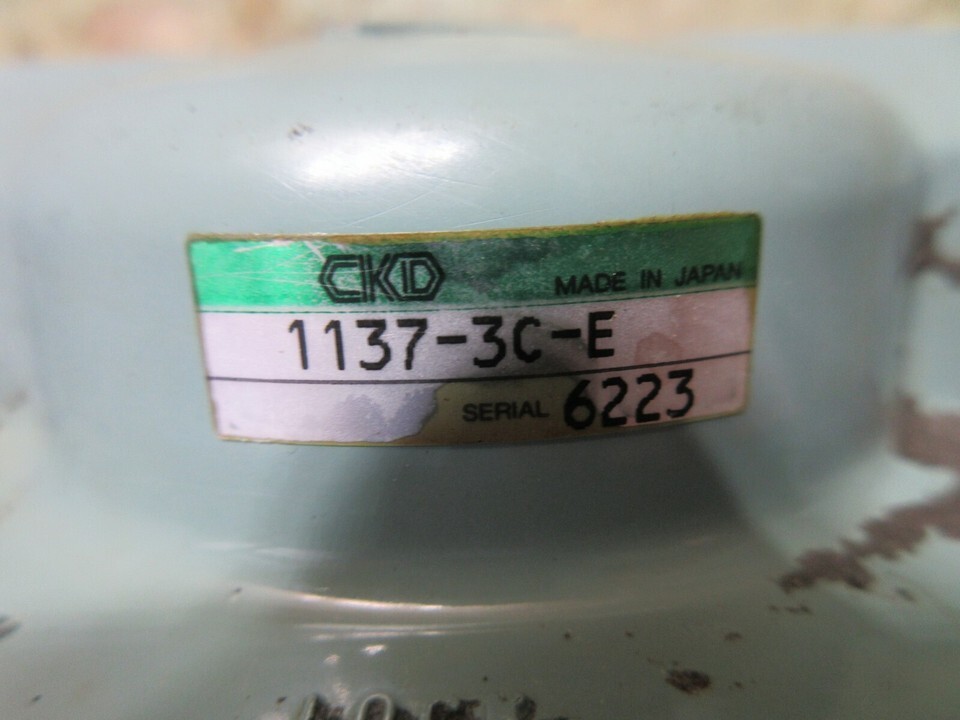 CKD MADE IN JAPAN
1137-3C-E
SERIAL 6223